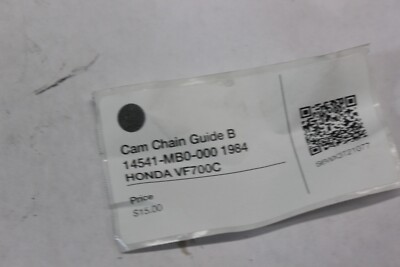 Cam Chain Guide B
14541-MB0-000 1984
HONDA VF700C
Price
$15.00